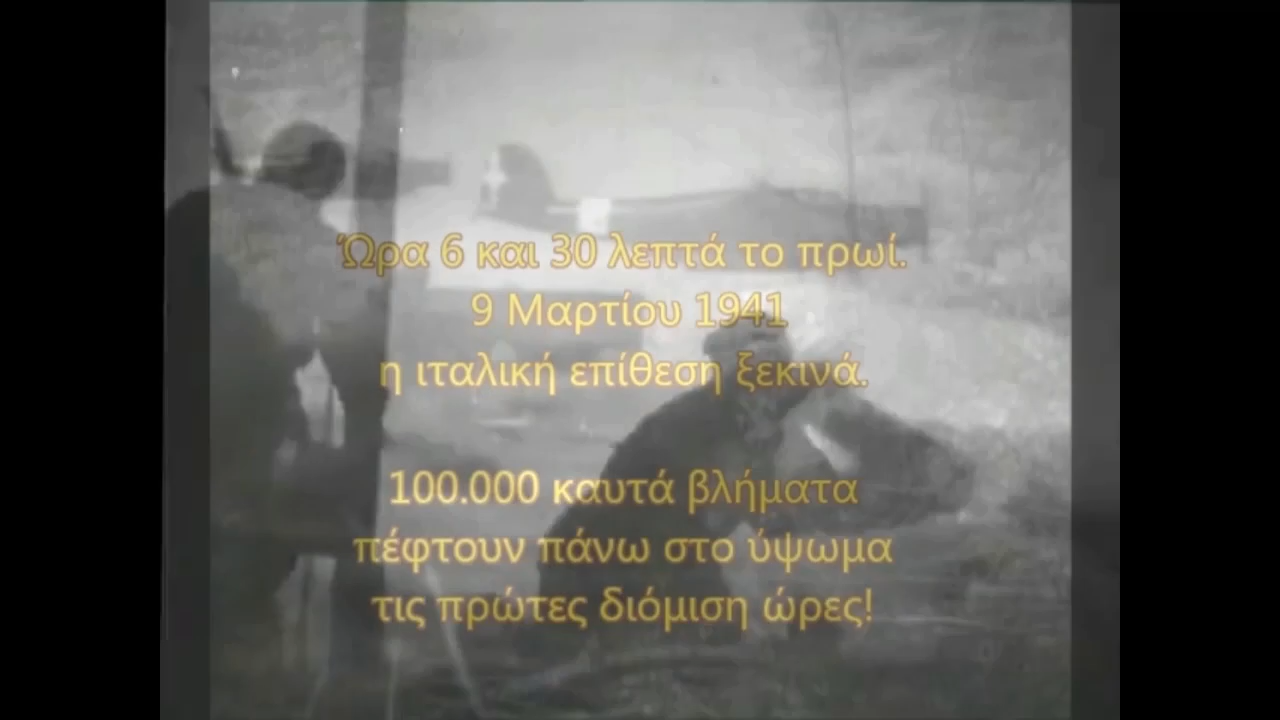 Ώρα 6 και 30 λεπτά το πρωί.
9 Μαρτίου 1941
η ιταλική επίθεση ξεκινά.
100.000 καυτά βλήματα
πέφτουν πάνω στο ύψωμα
τις πρώτες διόμιση ώρες!